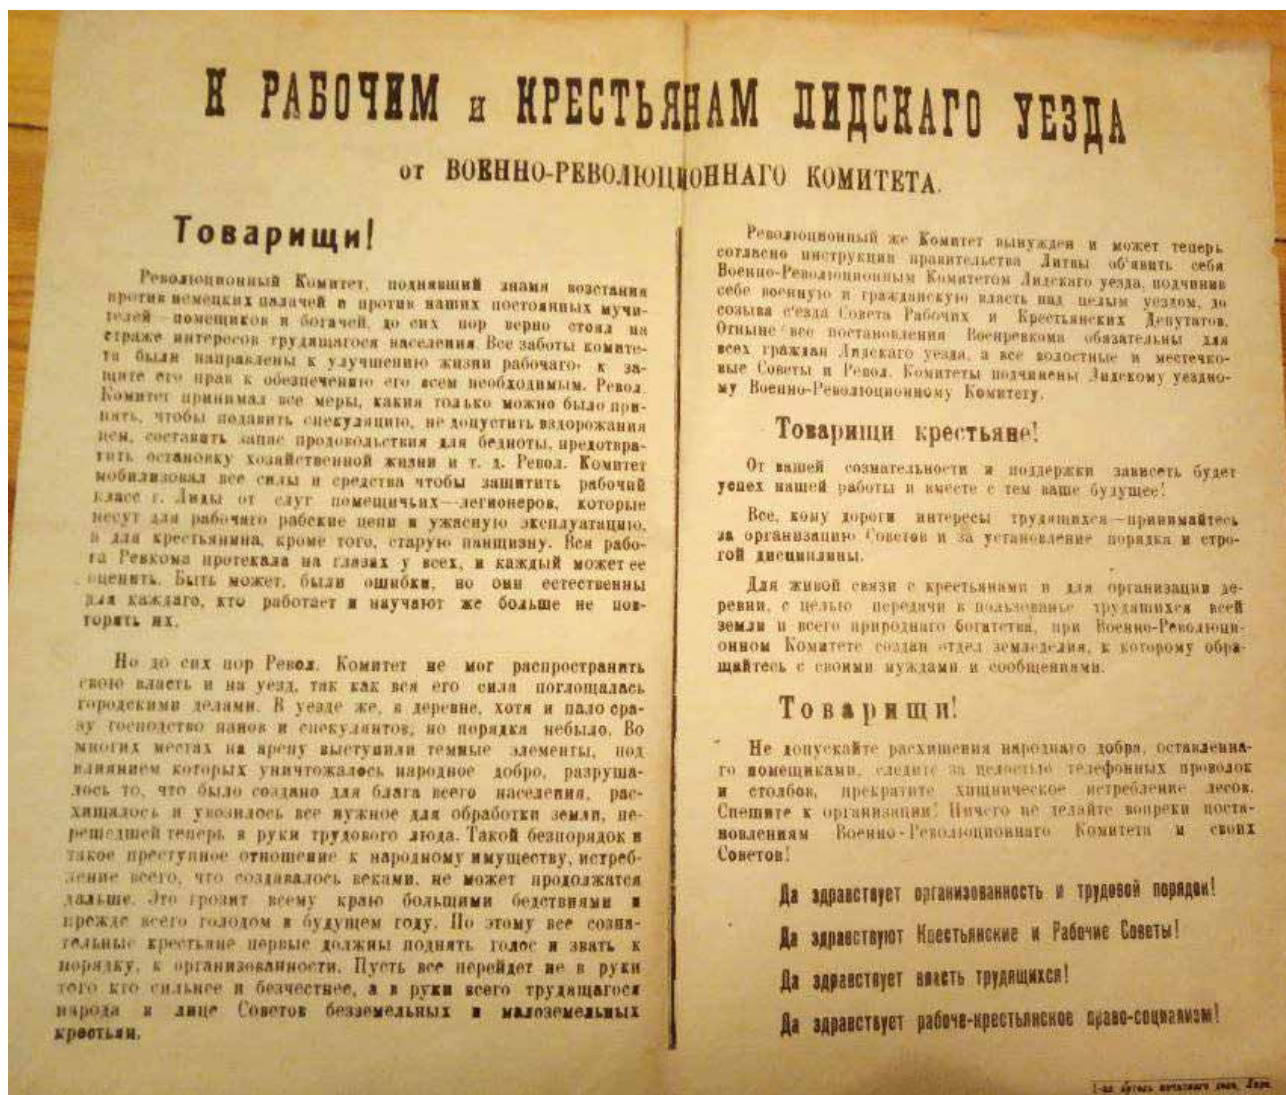 К РАБОЧИМ и КРЕСТЬЯНАМ ЛИДСКАГО УЕЗДА
от ВОЕННО-РЕВОЛЮЦИОННАГО КОМИТЕТА.
Товарищи!
Революционный Комитет, поднявший знамя возстания
против немецких палачей и против наших постоянных мучи-
телей—помещиков и богачей, до сих пор верно стоял на
страже интересов трудящагося населения. Все заботы комите-
та были направлены к улучшению жизни рабочаго к за-
щите его прав к обезпечению его всем необходимым. Револ.
Комитет принимал все меры, какия только можно было при-
нять, чтобы подавить спекуляцию, не допустить вздорожания
цен, составить запас продовольствия для бедноты, предотвра-
тить остановку хозяйственной жизни и т. д. Револ. Комитет
мобилизовал все силы и средства чтобы защитить рабочий
класс г. Лиды от слуг помещичьих—легионеров, которые
несут для рабочаго рабские цепи и ужасную эксплуатацию,
а для крестьянина, кроме того, старую панщизну. Вся рабо-
та Ревкома протекала на глазах у всех, и каждый может ее
оценить. Быть может, были ошибки, но они естественны
для каждаго, кто работает и научают же больше не пов-
торять их.
Но до сих пор Револ. Комитет не мог распространять
свою власть и на уезд, так как вся его сила поглощалась
городскими делами. В уезде же, в деревне, хотя и пало сра-
зу господство панов и спекулянтов, но порядка небыло. Во
многих местах на арену выступили темные элементы, под
влиянием которых уничтожалось народное добро, разруша-
лось то, что было создано для блага всего населения, рас-
хищалось и увозилось все нужное для обработки земли, пе-
решедшей теперь в руки трудового люда. Такой безпорядок и
такое преступное отношение к народному имуществу, истреб-
ление всего, что создавалось веками, не может продолжатся
дальше. Это грозит всему краю большими бедствиями и
прежде всего голодом в будущем году. По этому все созна-
тельные крестьяне первые должны поднять голос и звать к
порядку, к организованности. Пусть все перейдет не в руки
того кто сильнее и безчестнее, а в руки всего трудящагося
народа в лице Советов безземельных и малоземельных
крестьян.
Революционный же Комитет вынужден и может теперь
согласно инструкции правительства Литвы об'явить себя
Военно-Революционным Комитетом Лидскаго уезда, подчинив
себе военную и гражданскую власть над целым уездом, до
созыва с'езда Совета Рабочих и Крестьянских Депутатов.
Отныне все постановления Военревкома обязательны для
всех граждан Лидскаго уезда, а все волостные и местечко-
вые Советы и Револ. Комитеты подчинены Лидскому уездно-
му Военно-Революционному Комитету.
Товарищи крестьяне!
От вашей сознательности и поддержки зависеть будет
успех нашей работы и вместе с тем ваше будущее!
Все, кому дороги интересы трудящихся—принимайтесь
за организацию Советов и за установление порядка и стро-
гой дисциплины.
Для живой связи с крестьянами и для организации де-
ревни, с целью передачи в пользованье трудящихся всей
земли и всего природнаго богатства, при Военно-Революци-
онном Комитете создан отдел земледелия, к которому обра-
щайтесь с своими нуждами и сообщениями.
Товарищи!
Не допускайте расхищения народнаго добра, оставленна-
го помещиками, следите за целостью телефонных проволок
и столбов, прекратите хищническое истребление лесов.
Спешите к организации! Ничего не делайте вопреки поста-
новлениям Военно-Революционнаго Комитета и своих
Советов!
Да здравствует организованность и трудовой порядок!
Да здравствуют Квестьянские и Рабочие Советы!
Да здравствует власть трудящихся!
Да здравствует рабоче-крестьянское право-социализм!
1-ая артель печатнаго дела, Лида.